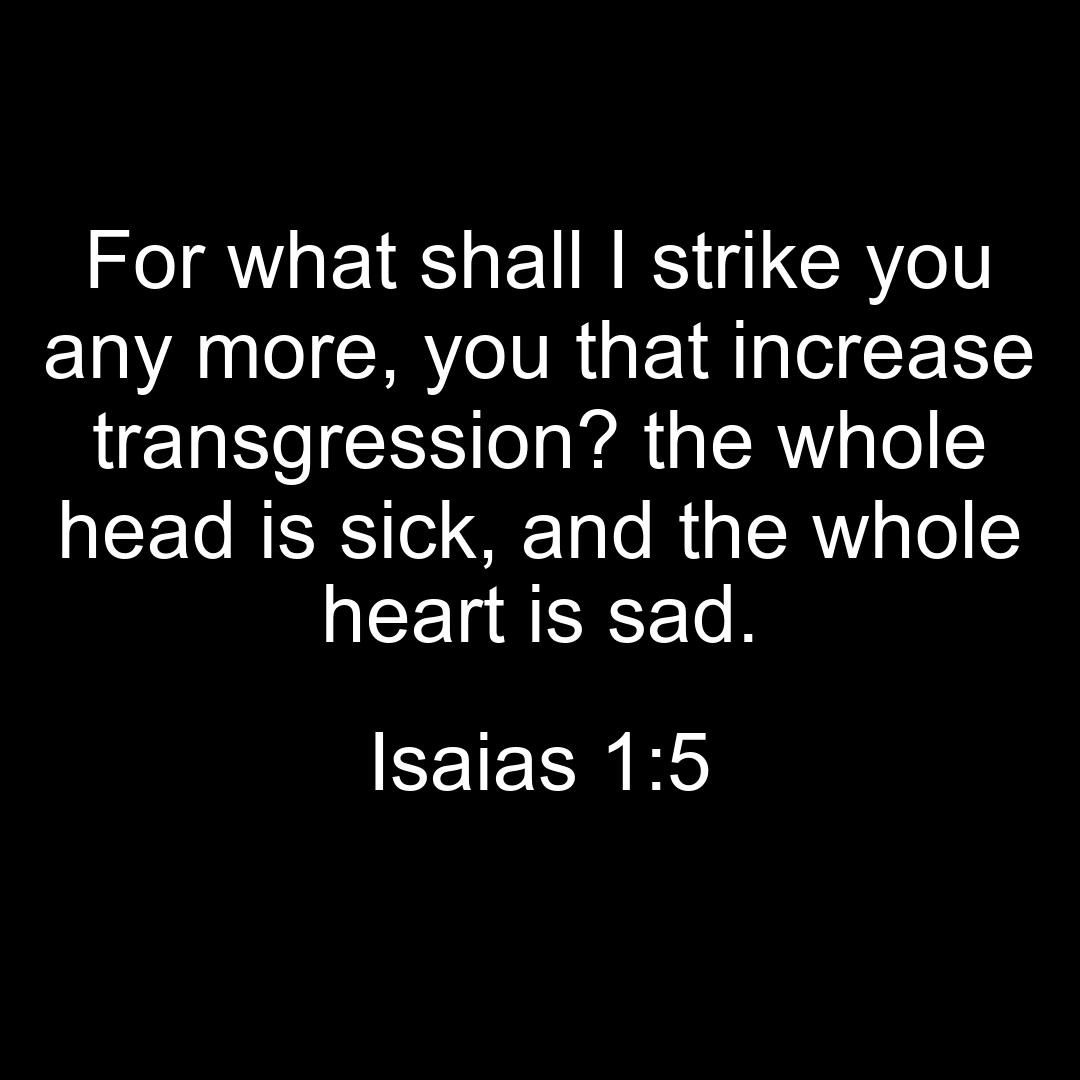 For what shall I strike you
any more, you that increase
transgression? the whole
head is sick, and the whole
heart is sad.
Isaias 1:5